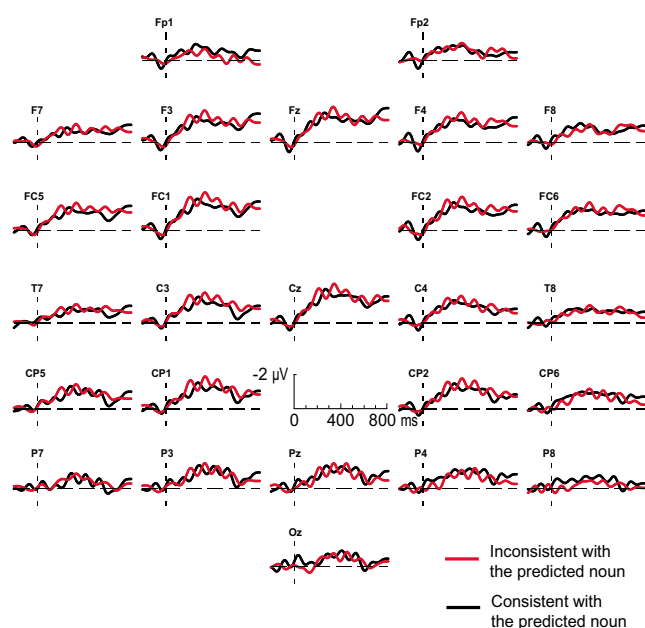 Fp1 Fp2
F7 F3 Fz F4 F8
FC5 FC1 FC2 FC6
T7 C3 Cz C4 T8
CP5 CP1 CP2 CP6
-2 µV
0 400 800 ms
P7 P3 Pz P4 P8
Oz
Inconsistent with
the predicted noun
Consistent with
the predicted noun